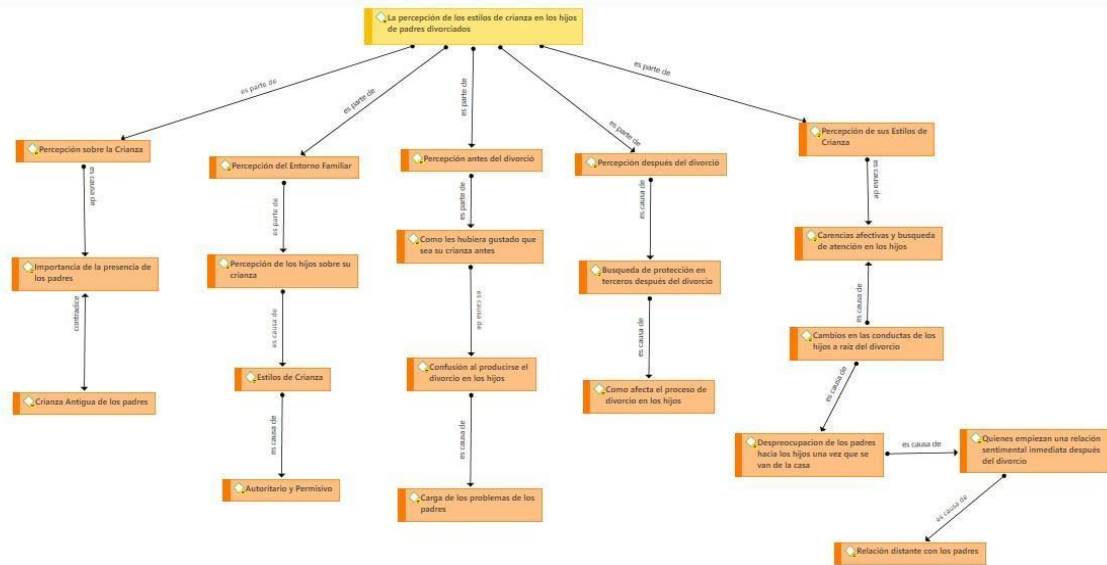 La percepción de los estilos de crianza en los hijos
de padres divorciados
es parte de
es parte de
es parte de
es parte de
es parte de
Percepción sobre la Crianza
Percepción del Entorno Familiar
Percepción antes del divorció
Percepción después del divorció
Percepción de sus Estilos de
Crianza
es causa de
es parte de
es parte de
es causa de
es causa de
Importancia de la presencia de
los padres
Percepción de los hijos sobre su
crianza
Como les hubiera gustado que
sea su crianza antes
Busqueda de protección en
terceros después del divorcio
Carencias afectivas y busqueda
de atención en los hijos
contradice
es causa de
es causa de
es causa de
es causa de
Crianza Antigua de los padres
Estilos de Crianza
Confusión al producirse el
divorcio en los hijos
Como afecta el proceso de
divorcio en los hijos
Cambios en las conductas de los
hijos a raíz del divorcio
es causa de
es causa de
es causa de
Autoritario y Permisivo
Carga de los problemas de los
padres
Despreocupacion de los padres
hacia los hijos una vez que se
van de la casa
es causa de
Quienes empiezan una relación
sentimental inmediata después
del divorcio
es causa de
Relación distante con los padres